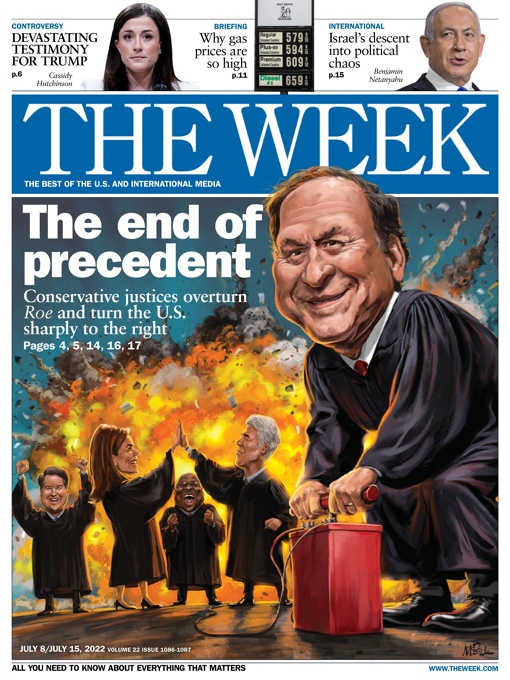 CONTROVERSY
DEVASTATING
TESTIMONY
FOR TRUMP
p.6
Cassidy
Hutchinson
BRIEFING
Why gas
prices are
so high
p.11
Regular
579
Plus
594
Premium
609
Diesel
659
INTERNATIONAL
Israel's descent
into political
chaos
p.15
Benjamin
Netanyahu
THE WEEK
THE BEST OF THE U.S. AND INTERNATIONAL MEDIA
The end of
precedent
Conservative justices overturn
Roe and turn the U.S.
sharply to the right
Pages 4, 5, 14, 16, 17
JULY 8/JULY 15, 2022 VOLUME 22 ISSUE 1086-1087
ALL YOU NEED TO KNOW ABOUT EVERYTHING THAT MATTERS
WWW.THEWEEK.COM